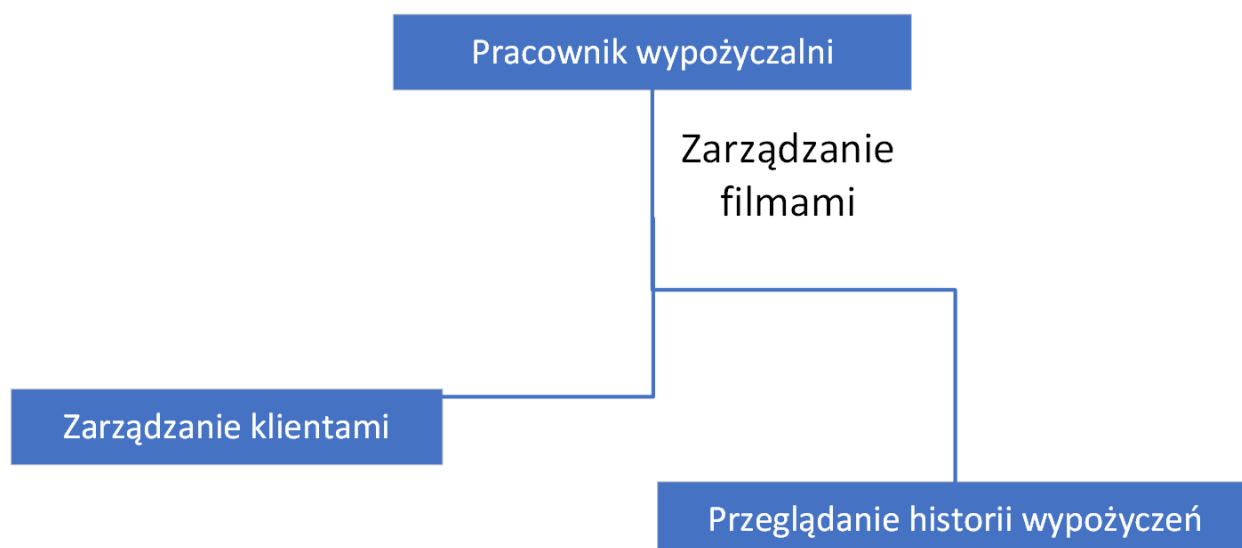 Pracownik wypożyczalni
Zarządzanie
filmami
Zarządzanie klientami
Przeglądanie historii wypożyczeń